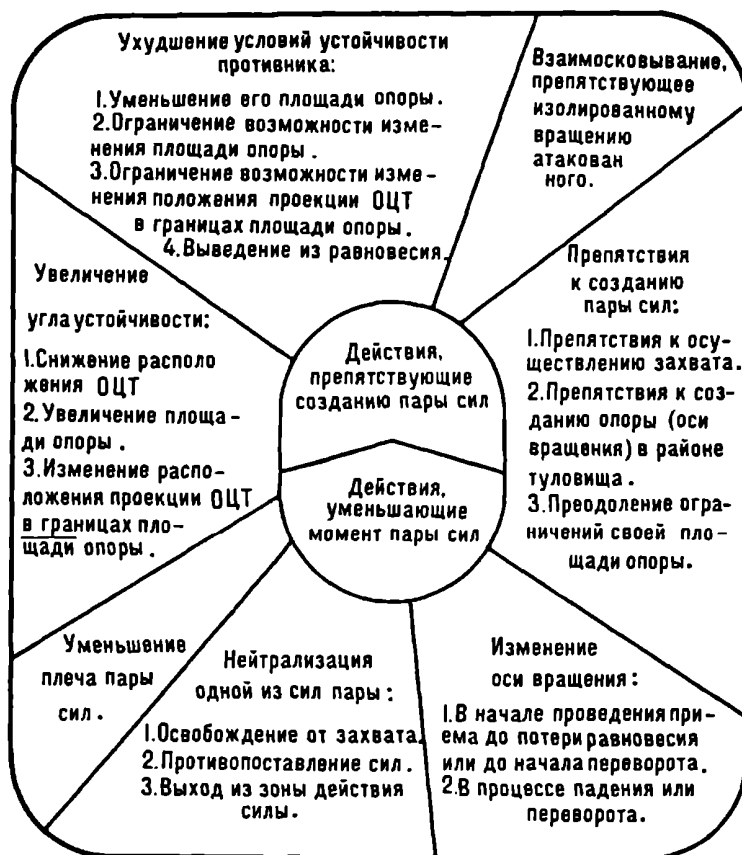 Ухудшение условий устойчивости
противника:
1.Уменьшение его площади опоры.
2.Ограничение возможности изме-
нения площади опоры.
3.Ограничение возможности изме-
нения положения проекции ОЦТ
в границах площади опоры.
4.Выведение из равновесия.
Взаимосковывание,
препятствующее
изолированному
вращению
атакован
ного.
Увеличение
угла устойчивости:
1.Снижение располо
жения ОЦТ
2.Увеличение площа-
ди опоры.
3.Изменение распо-
ложения проекции ОЦТ
в границах пло-
щади опоры.
Препятствия
к созданию
пары сил:
1.Препятствия к осу-
ществлению захвата.
2.Препятствия к соз-
данию опоры (оси
вращения) в районе
туловища.
3.Преодоление огра-
ничений своей пло-
щади опоры.
Действия,
препятствующие
созданию пары сил
Действия,
уменьшающие
момент пары сил
Уменьшение
плеча пары
сил.
Нейтрализация
одной из сил пары:
1.Освобождение от захвата.
2.Противопоставление сил.
3.Выход из зоны действия
силы.
Изменение
оси вращения:
1.В начале проведения при-
ема до потери равновесия
или до начала переворота.
2.В процессе падения или
переворота.